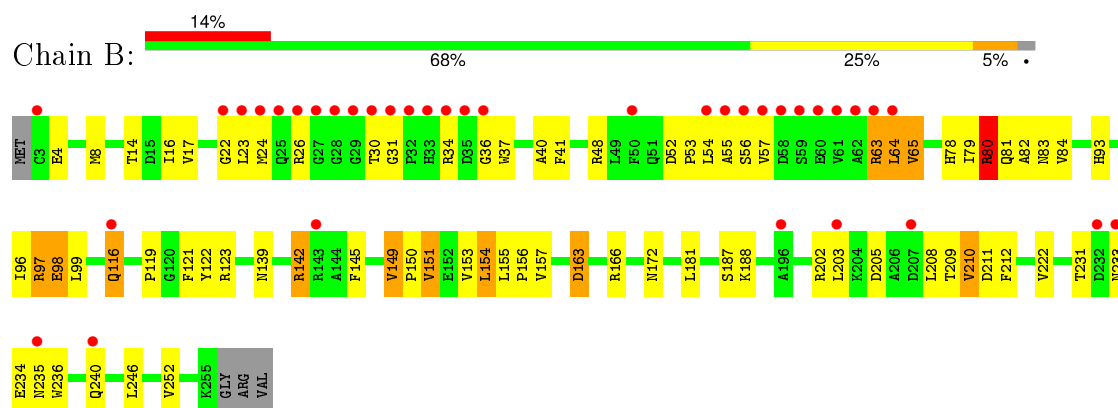 14%
Chain B:
68% 25% 5% •
MET C3 E4 M8 T14 D15 I16 V17 G22 L23 M24 Q25 R26 G27 G28 G29 T30 G31 P32 H33 R34 D35 G36 W37 A40 F41 R48 L49 F50 Q51 D52 P53 L54 A55 S56 V57 D58 S59 E60 V61 A62 R63 L64 V65 H78 I79 R80 Q81 A82 N83 V84 H93
I96 R97 E98 L99 Q116 P119 G120 F121 Y122 R123 N139 R142 R143 A144 F145 V149 P150 V151 E152 V153 L154 L155 P156 V157 D163 R166 N172 L181 S187 K188 A196 R202 L203 K204 D205 A206 D207 L208 T209 V210 D211 F212 V222 T231 D232 N233
E234 N235 W236 Q240 L246 V252 K255 GLY ARG VAL